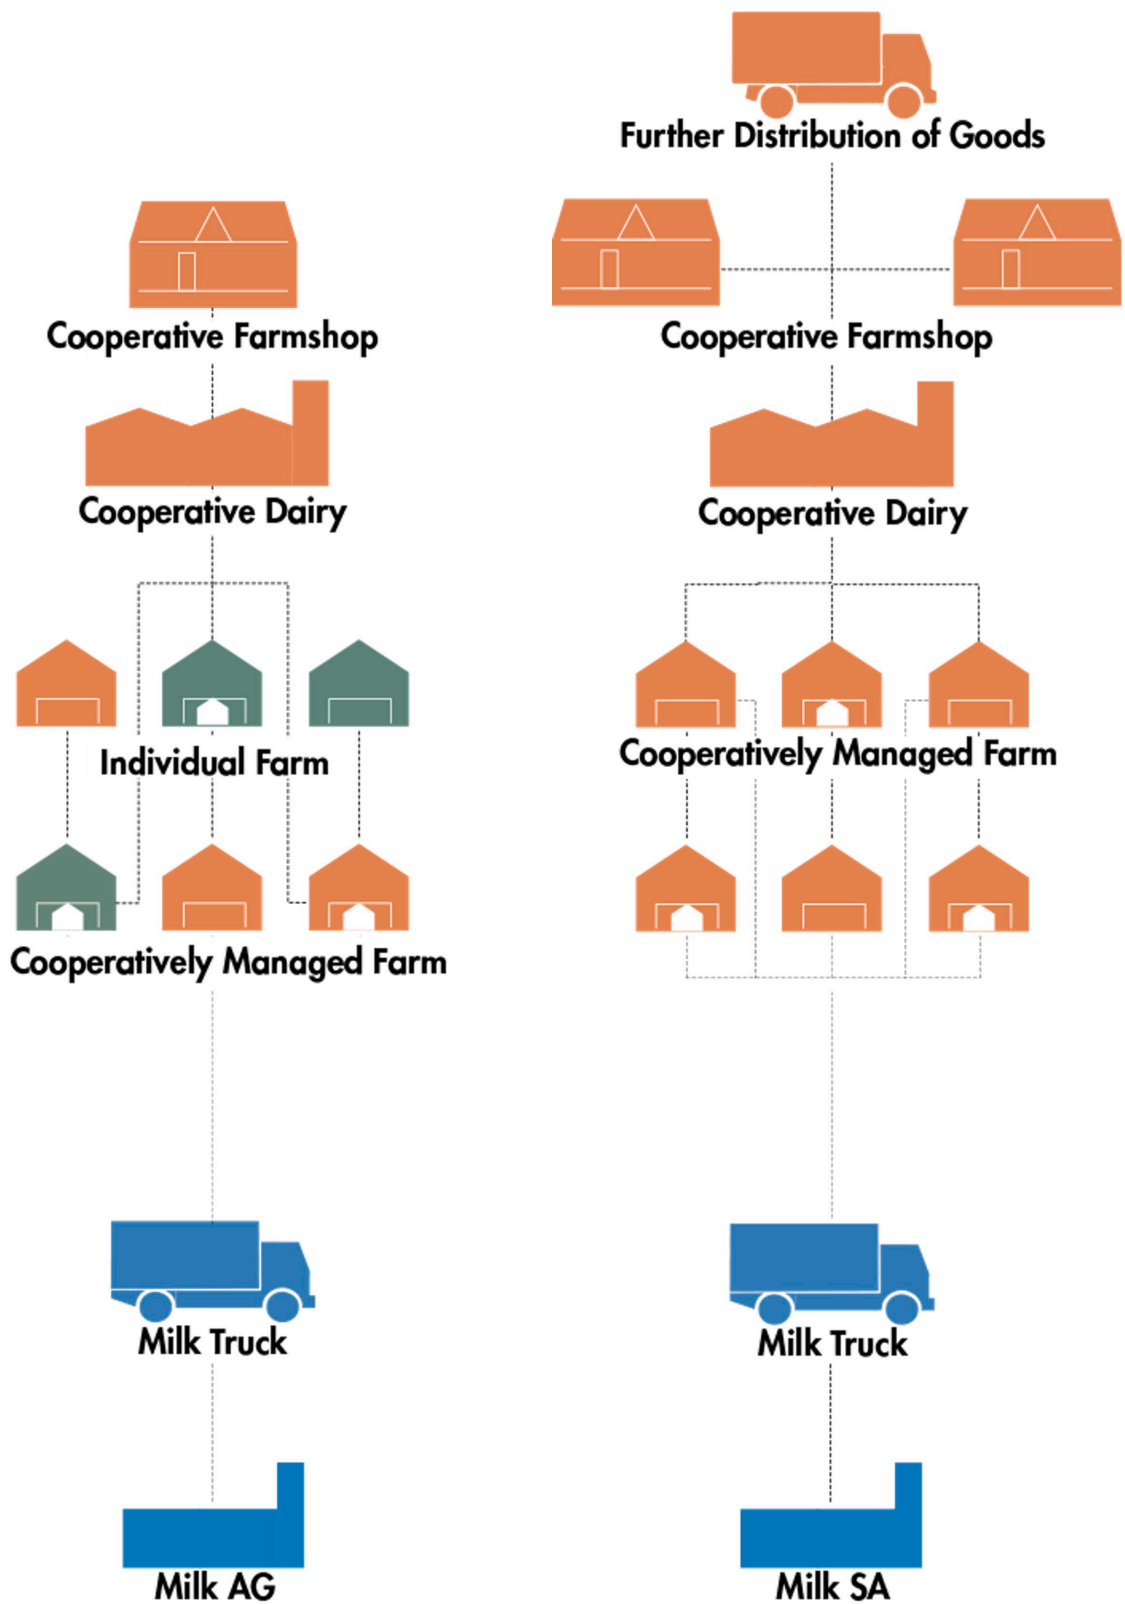 Further Distribution of Goods
Cooperative Farmshop
Cooperative Farmshop
Cooperative Dairy
Cooperative Dairy
Individual Farm
Cooperatively Managed Farm
Cooperatively Managed Farm
Milk Truck
Milk Truck
Milk AG
Milk SA